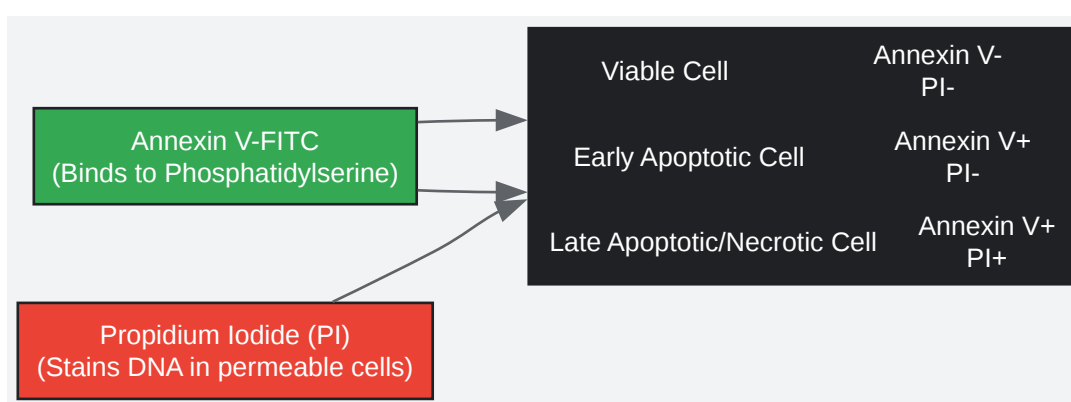 Annexin V-FITC
(Binds to Phosphatidylserine)
Propidium Iodide (PI)
(Stains DNA in permeable cells)
Viable Cell
Annexin V-
PI-
Early Apoptotic Cell
Annexin V+
PI-
Late Apoptotic/Necrotic Cell
Annexin V+
PI+